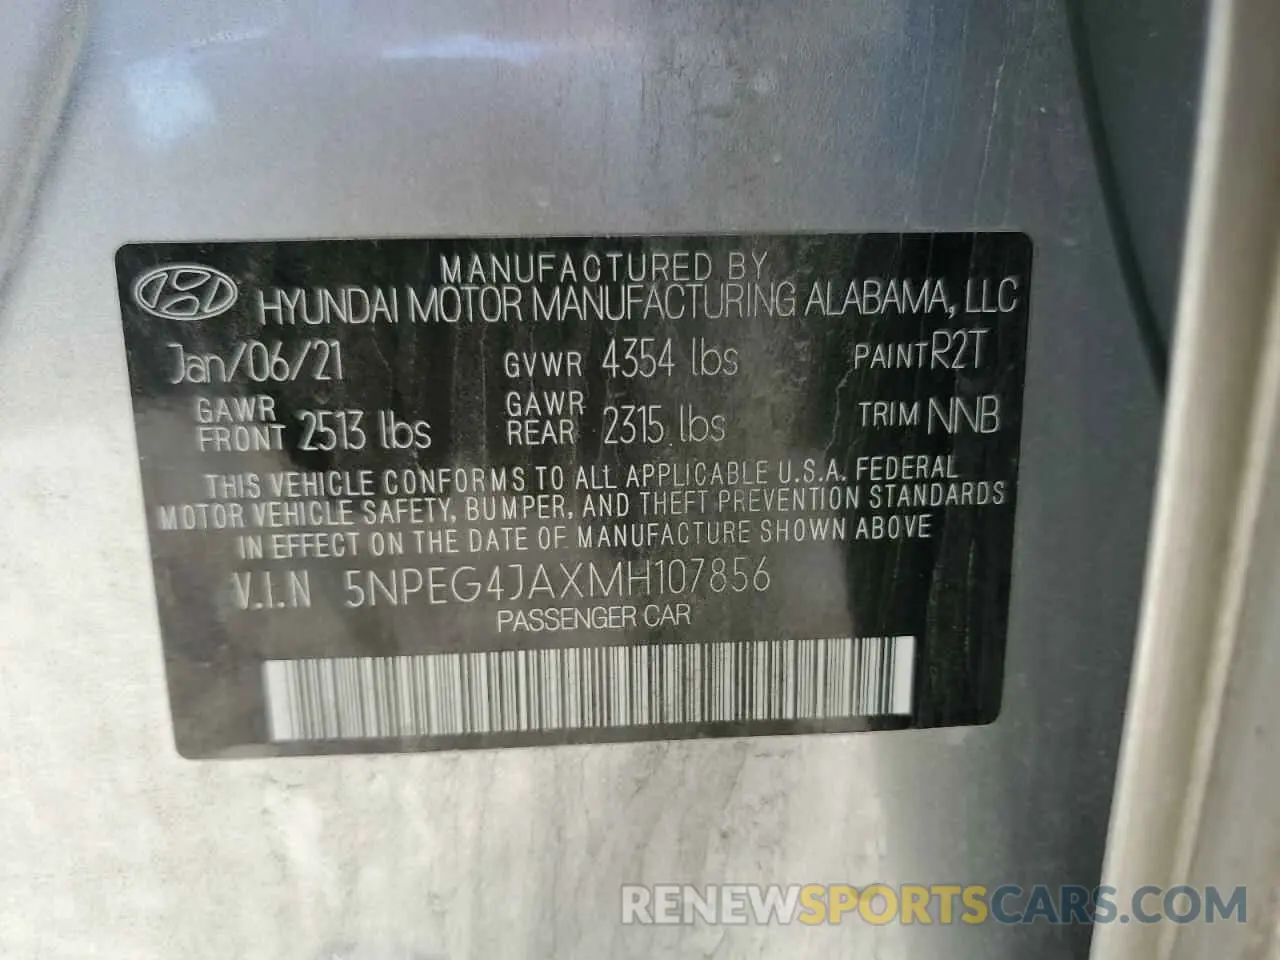 MANUFACTURED BY
HYUNDAI MOTOR MANUFACTURING ALABAMA, LLC
Jan/06/21 GVWR 4354 lbs PAINT R2T
GAWR FRONT 2513 lbs GAWR REAR 2315 lbs TRIM NNB
THIS VEHICLE CONFORMS TO ALL APPLICABLE U.S.A. FEDERAL
MOTOR VEHICLE SAFETY, BUMPER, AND THEFT PREVENTION STANDARDS
IN EFFECT ON THE DATE OF MANUFACTURE SHOWN ABOVE
V.I.N 5NPEG4JAXMH107856
PASSENGER CAR
RENEWSPORTSCARS.COM